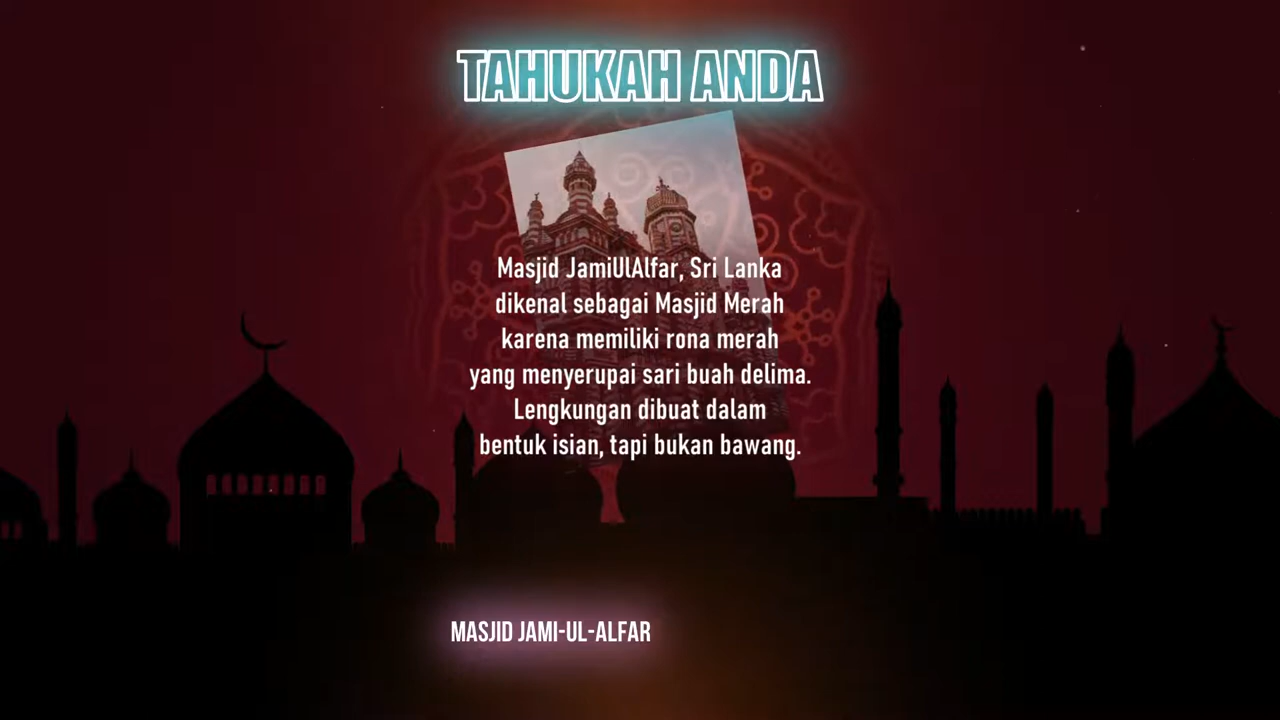 TAHUKAH ANDA
Masjid JamiUlAlfar, Sri Lanka
dikenal sebagai Masjid Merah
karena memiliki rona merah
yang menyerupai sari buah delima.
Lengkungan dibuat dalam
bentuk isian, tapi bukan bawang.
MASJID JAMI-UL-ALFAR